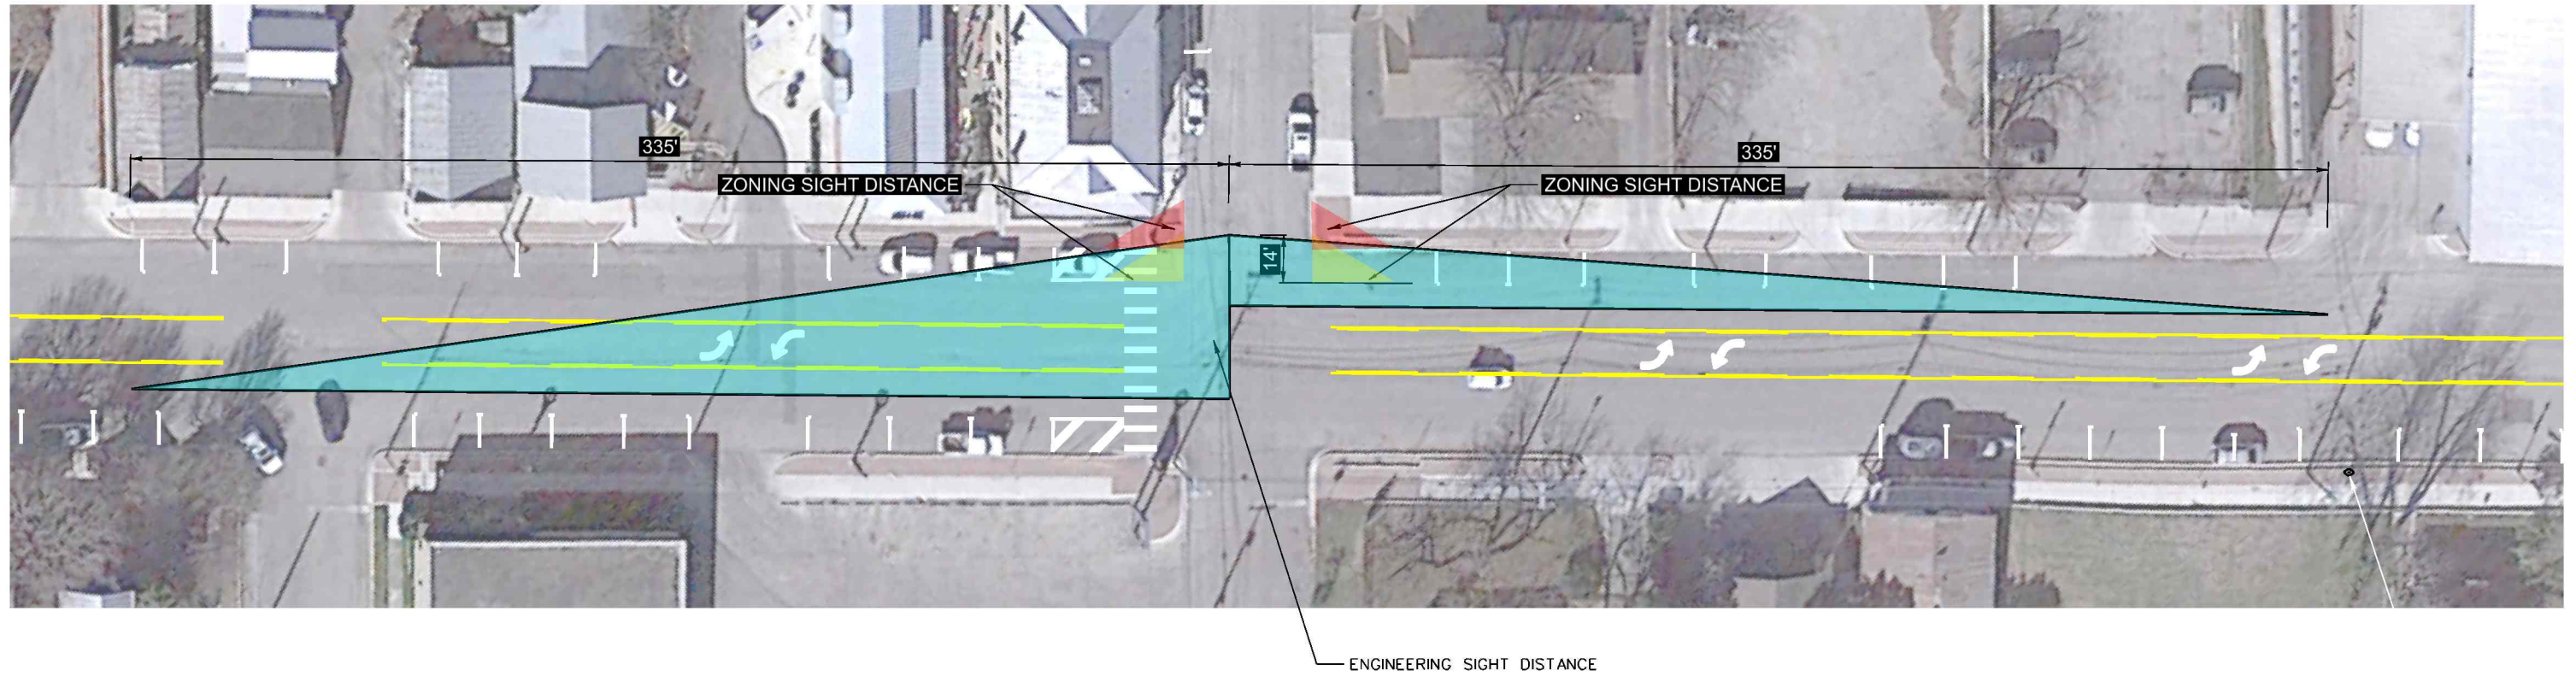 335'
335'
ZONING SIGHT DISTANCE
ZONING SIGHT DISTANCE
14'
ENGINEERING SIGHT DISTANCE